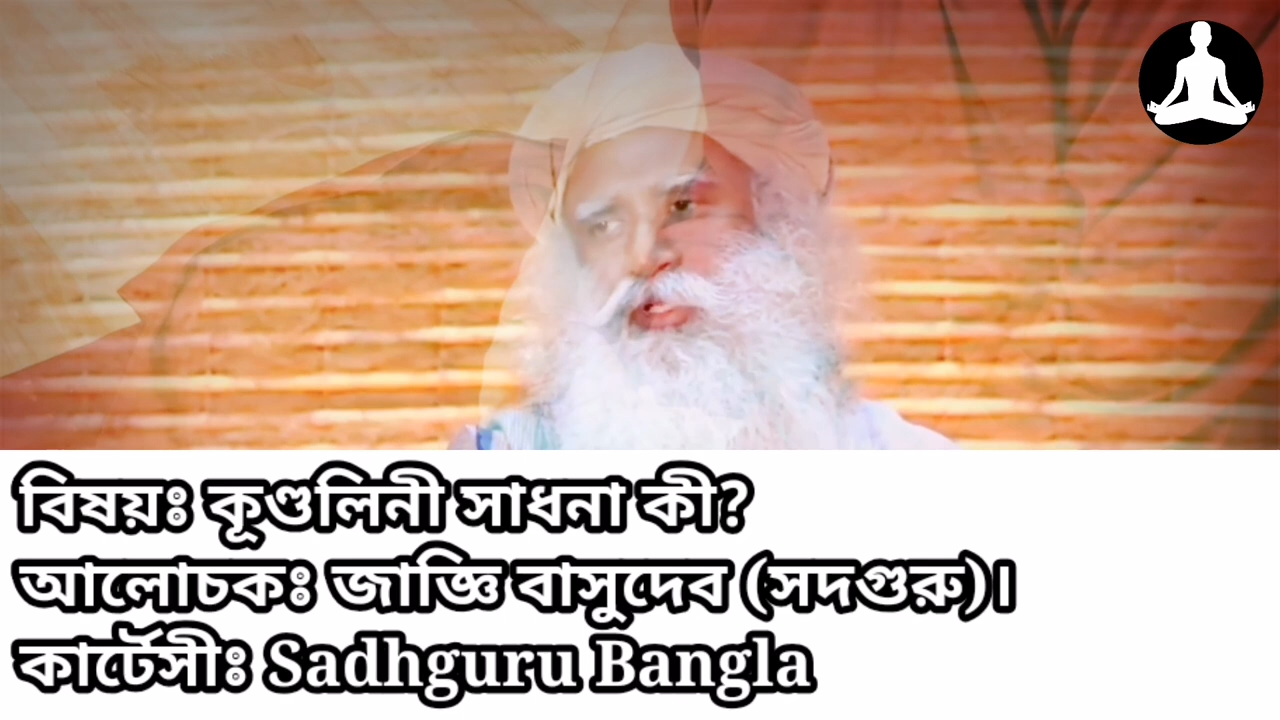 বিষয়ঃ কূণ্ডলিনী সাধনা কী?
আলোচকঃ জাজ্ঞি বাসুদেব (সদগুরু)।
কার্টেসীঃ Sadhguru Bangla